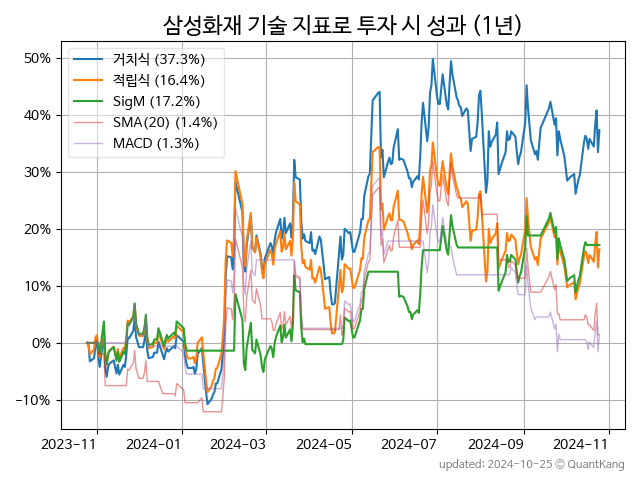 삼성화재 기술 지표로 투자 시 성과 (1년)
거치식 (37.3%)
적립식 (16.4%)
SigM (17.2%)
SMA(20) (1.4%)
MACD (1.3%)
50%
40%
30%
20%
10%
0%
−10%
2023−11 2024−01 2024−03 2024−05 2024−07 2024−09 2024−11
updated: 2024-10-25 © QuantKang